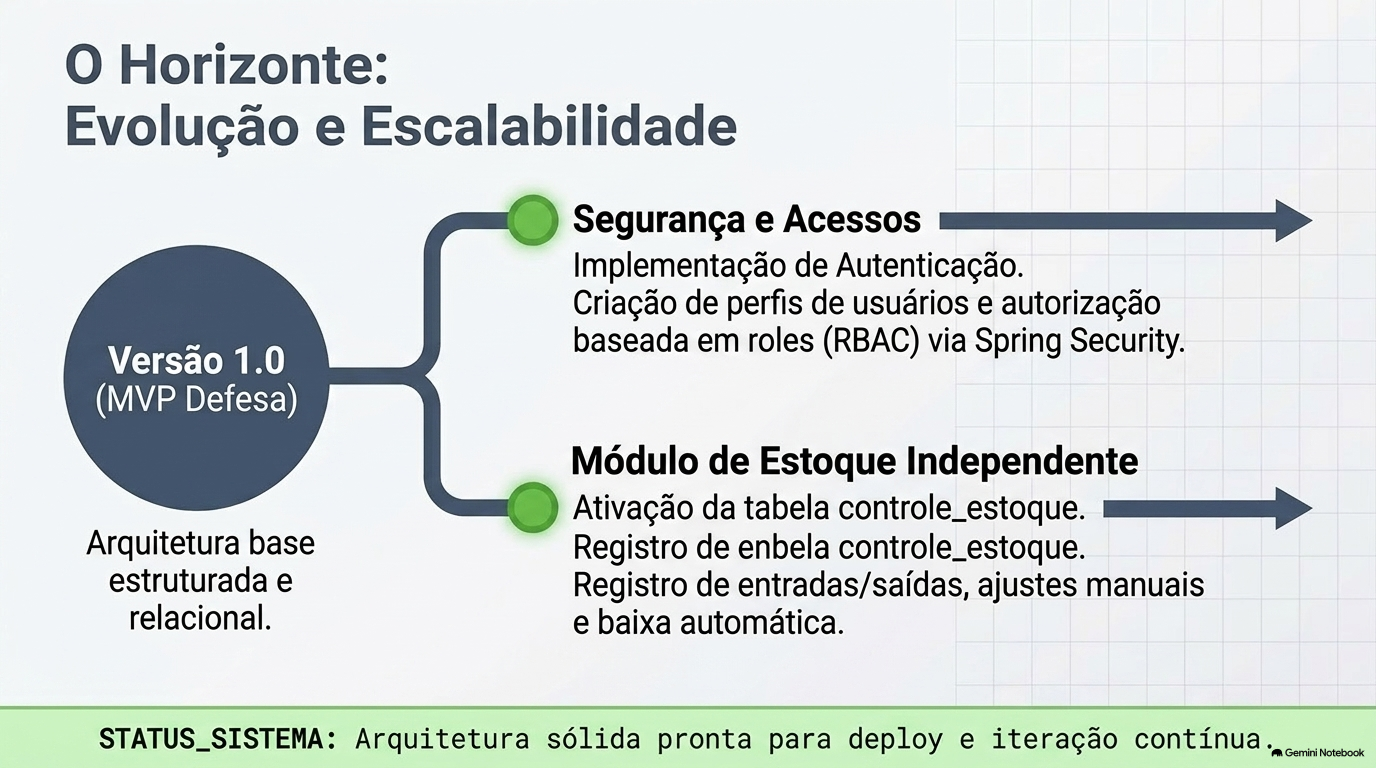 O Horizonte:
Evolução e Escalabilidade
Versão 1.0
(MVP Defesa)
Arquitetura base
estruturada e
relacional.
Segurança e Acessos
Implementação de Autenticação.
Criação de perfis de usuários e autorização
baseada em roles (RBAC) via Spring Security.
Módulo de Estoque Independente
Ativação da tabela controle_estoque.
Registro de enbela controle_estoque.
Registro de entradas/saídas, ajustes manuais
e baixa automática.
STATUS_SISTEMA: Arquitetura sólida pronta para deploy e iteração contínua.
Gemini Notebook